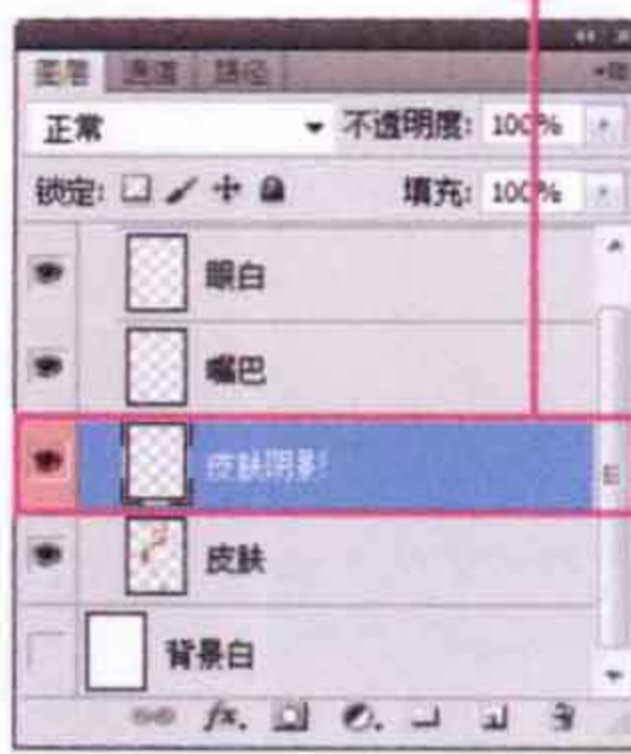 图层 通道 路径
正常 不透明度: 100%
锁定: 填充: 100%
眼白
嘴巴
皮肤阴影
皮肤
背景白
fx.